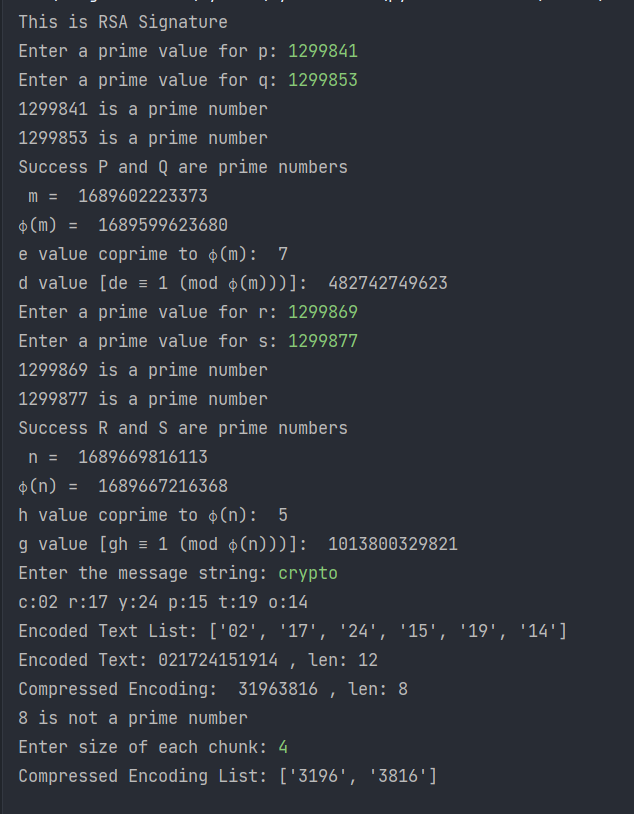 This is RSA Signature
Enter a prime value for p: 1299841
Enter a prime value for q: 1299853
1299841 is a prime number
1299853 is a prime number
Success P and Q are prime numbers
m =  1689602223373
ϕ(m) =  1689599623680
e value coprime to ϕ(m):  7
d value [de ≡ 1 (mod ϕ(m)))]:  482742749623
Enter a prime value for r: 1299869
Enter a prime value for s: 1299877
1299869 is a prime number
1299877 is a prime number
Success R and S are prime numbers
n =  1689669816113
ϕ(n) =  1689667216368
h value coprime to ϕ(n):  5
g value [gh ≡ 1 (mod ϕ(n)))]:  1013800329821
Enter the message string: crypto
c:02 r:17 y:24 p:15 t:19 o:14
Encoded Text List: ['02', '17', '24', '15', '19', '14']
Encoded Text: 021724151914 , len: 12
Compressed Encoding:  31963816 , len: 8
8 is not a prime number
Enter size of each chunk: 4
Compressed Encoding List: ['3196', '3816']